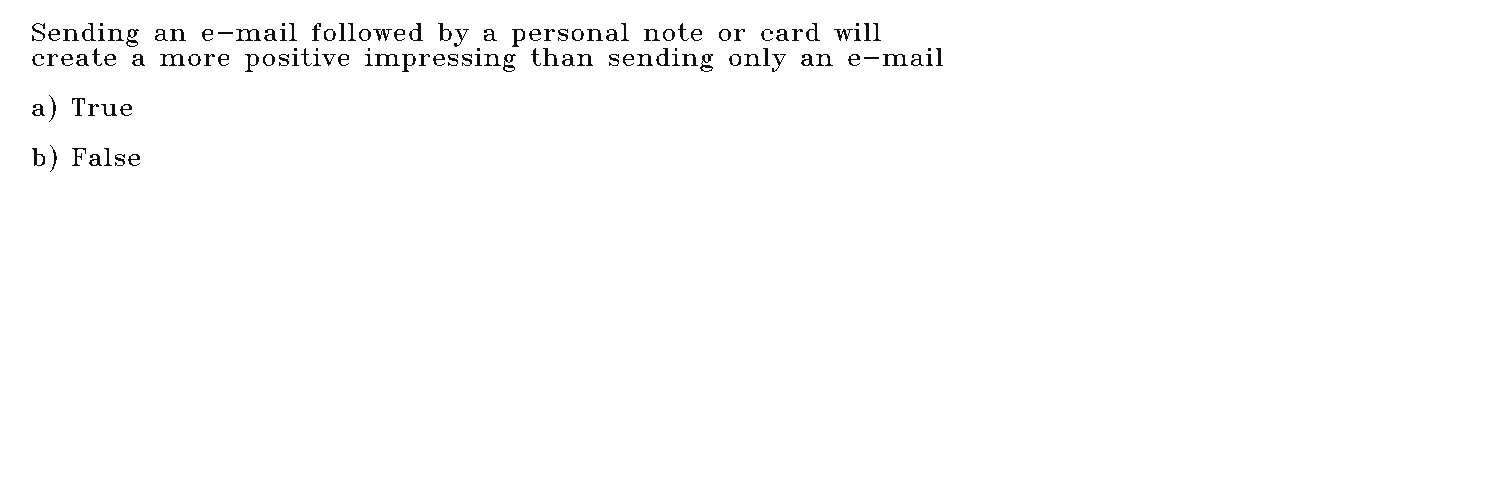 Sending an e-mail followed by a personal note or card will
create a more positive impressing than sending only an e-mail
a) True
b) False